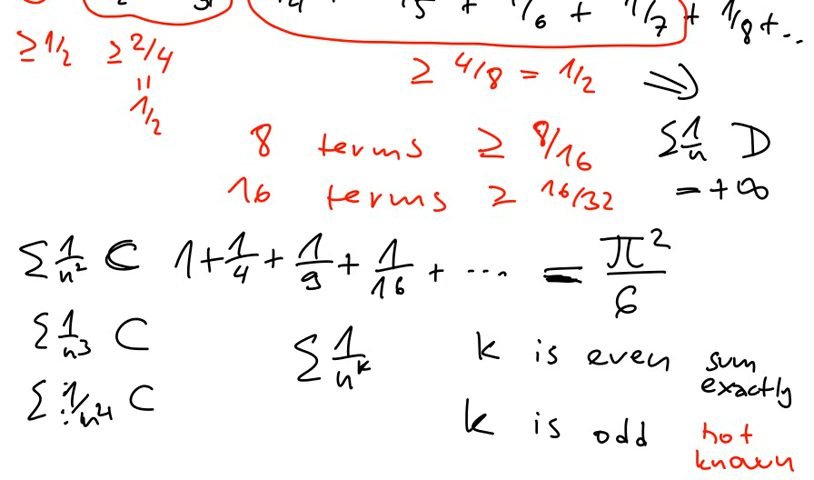 1/4 + 1/5 + 1/6 + 1/7 + 1/8 + ..
≥ 1/2 ≥ 2/4 = 1/2
≥ 4/8 = 1/2 ⇒
8 terms ≥ 8/16
Σ 1/n D
16 terms ≥ 16/32
= +∞
Σ 1/n² C 1 + 1/4 + 1/9 + 1/16 + ... = π²/6
Σ 1/n³ C
Σ 1/n^k
k is even sum exactly
Σ 1/n⁴ C
k is odd not known